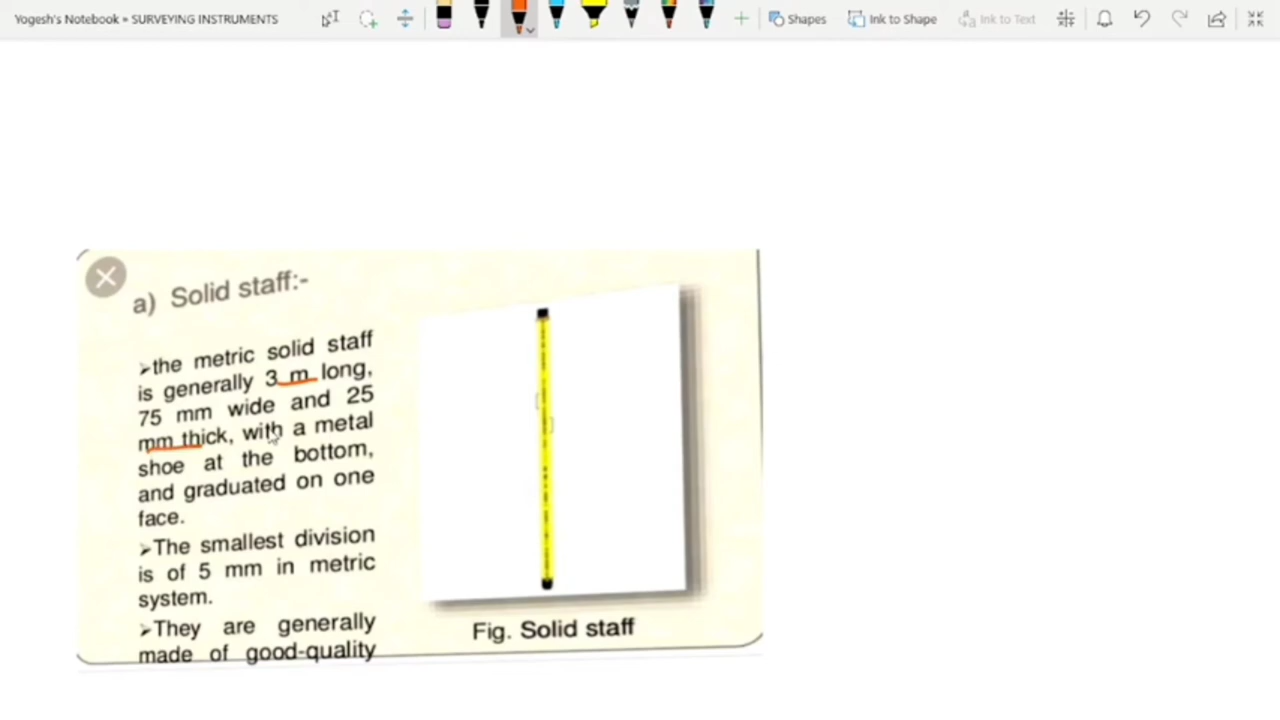 Yogesh's Notebook » SURVEYING INSTRUMENTS
Shapes
Ink to Shape
Ink to Text
a) Solid staff:-
➢the metric solid staff
is generally 3 m long,
75 mm wide and 25
mm thick, with a metal
shoe at the bottom,
and graduated on one
face.
➢The smallest division
is of 5 mm in metric
system.
➢They are generally
made of good-quality
Fig. Solid staff